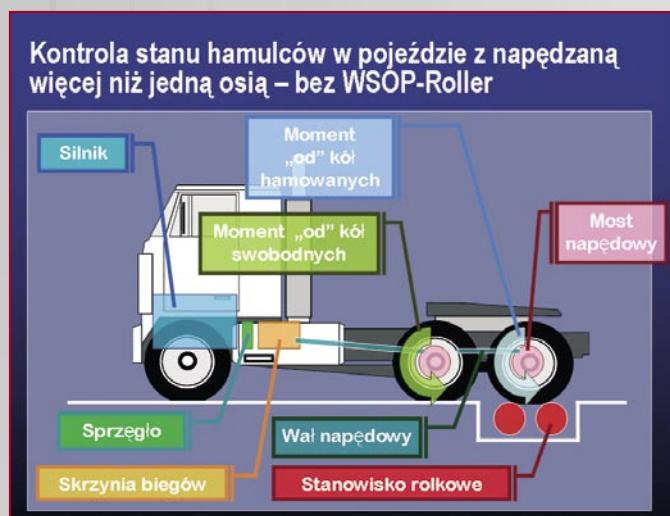 Kontrola stanu hamulców w pojeździe z napędzaną
więcej niż jedną osią – bez WSOP-Roller
Silnik
Moment
„od” kół
hamowanych
Moment „od” kół
swobodnych
Most
napędowy
Sprzęgło
Wał napędowy
Skrzynia biegów
Stanowisko rolkowe